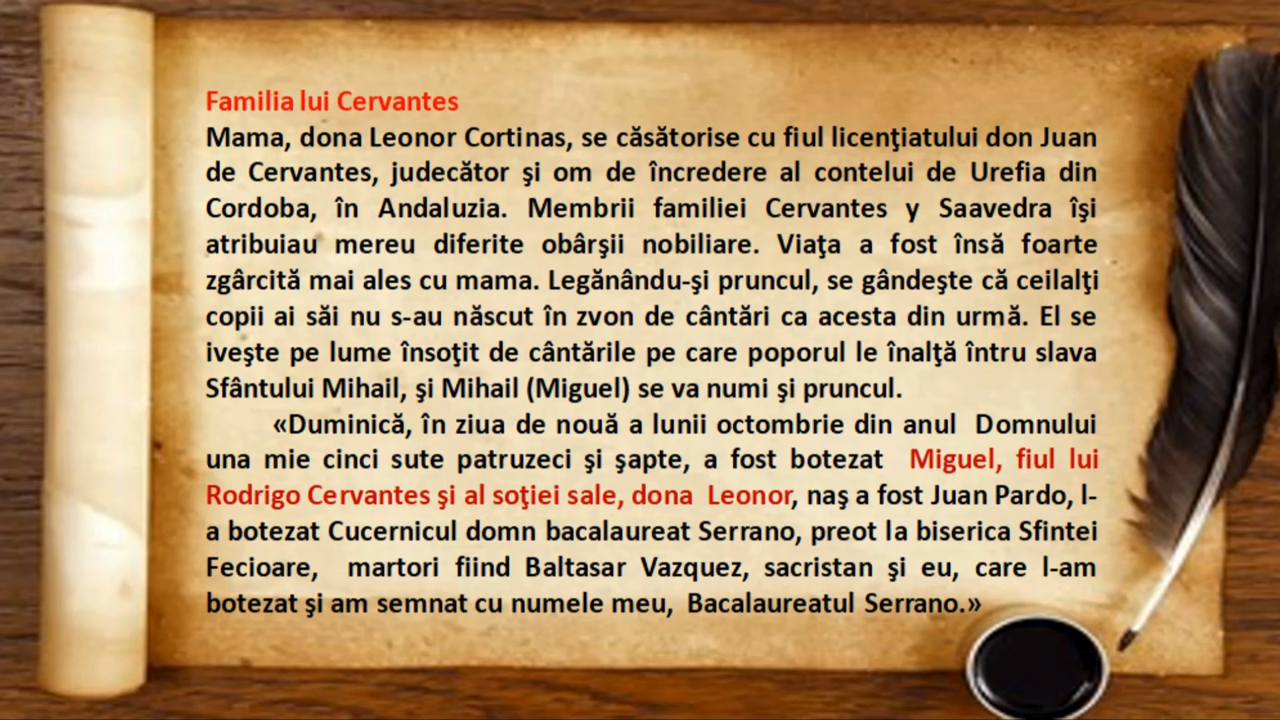 Familia lui Cervantes
Mama, dona Leonor Cortinas, se căsătorise cu fiul licenţiatului don Juan
de Cervantes, judecător şi om de încredere al contelui de Urefia din
Cordoba, în Andaluzia. Membrii familiei Cervantes y Saavedra îşi
atribuiau mereu diferite obârşii nobiliare. Viaţa a fost însă foarte
zgârcită mai ales cu mama. Legănându-şi pruncul, se gândeşte că ceilalţi
copii ai săi nu s-au născut în zvon de cântări ca acesta din urmă. El se
iveşte pe lume însoţit de cântările pe care poporul le înalţă întru slava
Sfântului Mihail, şi Mihail (Miguel) se va numi şi pruncul.
«Duminică, în ziua de nouă a lunii octombrie din anul Domnului
una mie cinci sute patruzeci şi şapte, a fost botezat Miguel, fiul lui
Rodrigo Cervantes şi al soţiei sale, dona Leonor, naş a fost Juan Pardo, l-
a botezat Cucernicul domn bacalaureat Serrano, preot la biserica Sfintei
Fecioare, martori fiind Baltasar Vazquez, sacristan şi eu, care l-am
botezat şi am semnat cu numele meu, Bacalaureatul Serrano.»